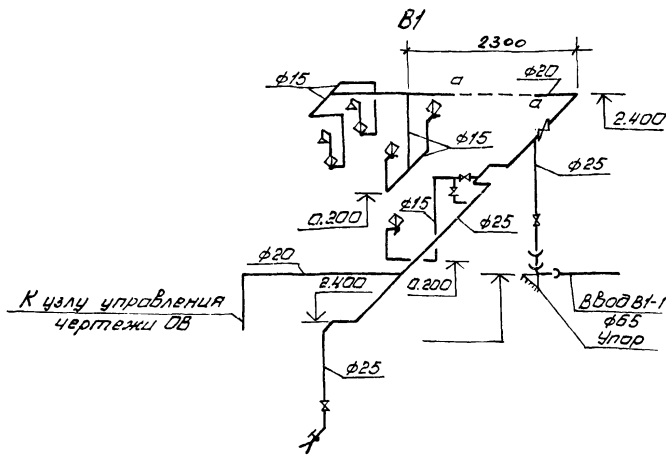 В1
2300
ф15
а
ф20
а
2.400
ф15
ф25
0.200
ф15
ф25
ф20
2.400
0.200
К узлу управления
чертежи ОВ
Ввод В1-1
ф65
Упор
ф25